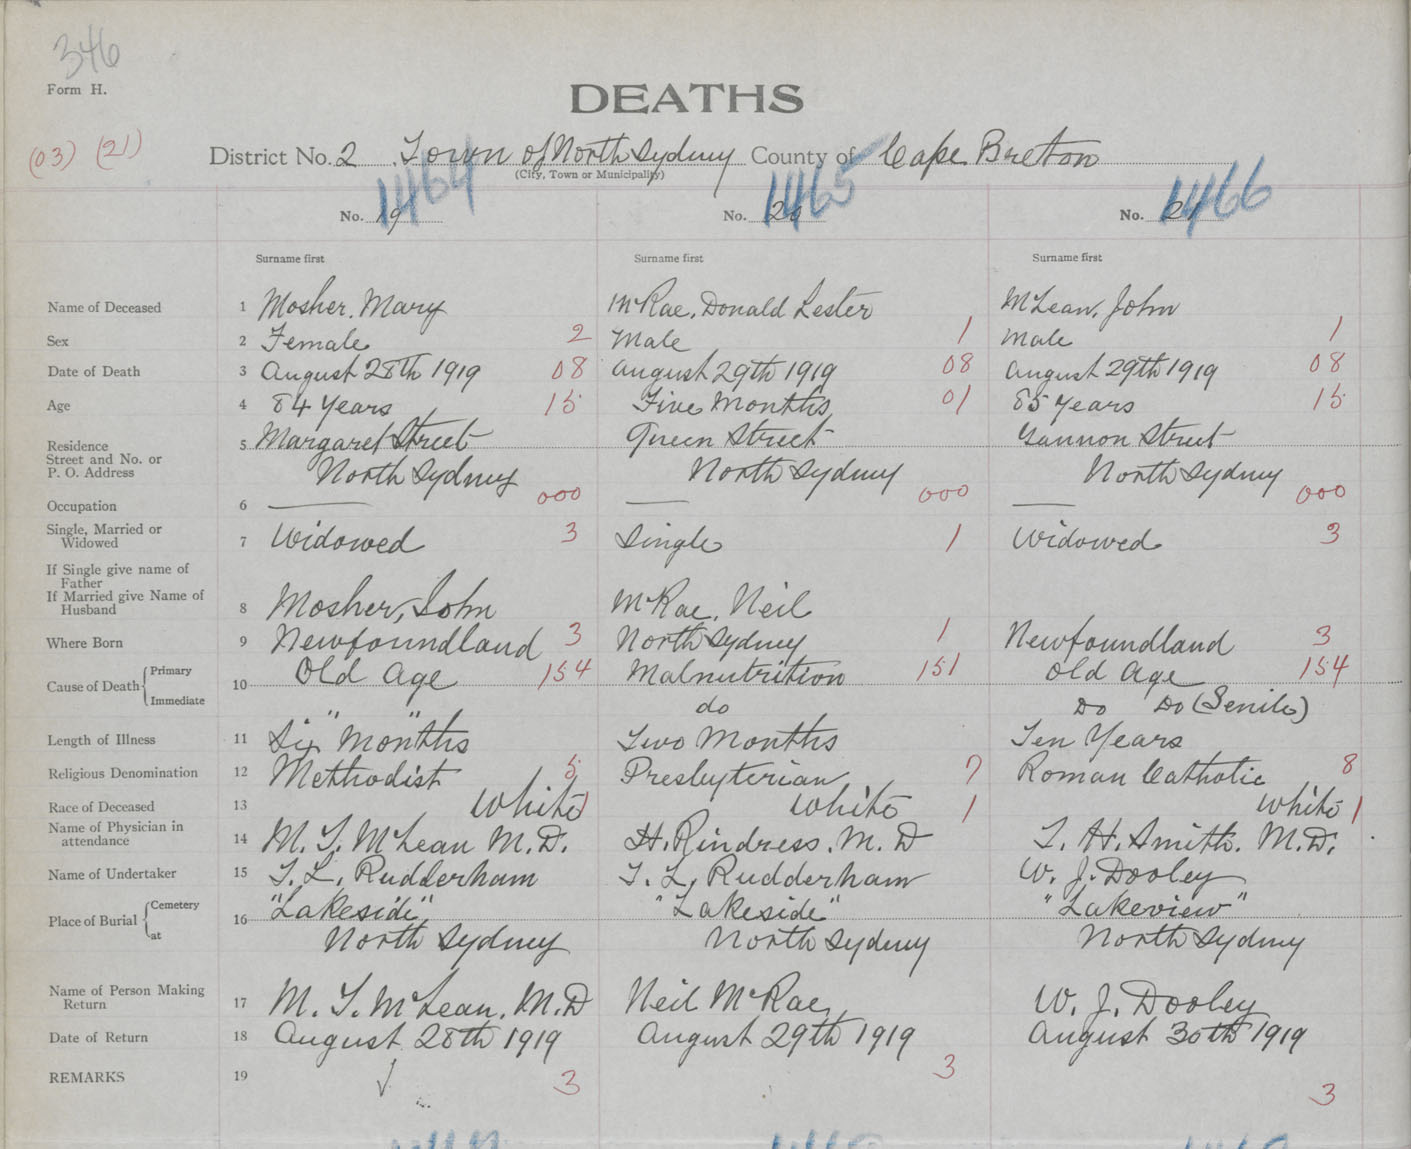 346
Form H.
DEATHS
(03) (21)
District No. 2 Town of North Sydney County of Cape Breton
(City, Town or Municipality)
1464 1465 1466
No. 19 No. 20 No. 21
Surname first Surname first Surname first
Name of Deceased 1 Mosher, Mary McRae, Donald Lester McLean, John
Sex 2 Female 2 Male 1 Male 1
Date of Death 3 August 28th 1919 08 August 29th 1919 08 August 29th 1919 08
Age 4 84 Years 15 Five Months 01 85 Years 15
Residence 5 Margaret Street Queen Street Gannon Street
Street and No. or
P. O. Address North Sydney North Sydney North Sydney
Occupation 6 — 000 — 000 — 000
Single, Married or
Widowed 7 Widowed 3 Single 1 Widowed 3
If Single give name of
Father
If Married give Name of
Husband 8 Mosher, John McRae, Neil
Where Born 9 Newfoundland 3 North Sydney 1 Newfoundland 3
Cause of Death { Primary 10 Old Age 154 Malnutrition 151 Old Age 154
Immediate " " do Do Do (Senile)
Length of Illness 11 Six Months Two Months Ten Years
Religious Denomination 12 Methodist 5 Presbyterian 7 Roman Catholic 8
Race of Deceased 13 White 1 White 1 White 1
Name of Physician in
attendance 14 M. T. McLean M.D. H. Rindress. M. D T. H. Smith. M.D.
Name of Undertaker 15 T. L. Rudderham T. L. Rudderham W. J. Dooley
Place of Burial { Cemetery 16 "Lakeside", "Lakeside" "Lakeview"
at North Sydney North Sydney North Sydney
Name of Person Making
Return 17 M. T. McLean, M.D Neil McRae W. J. Dooley
Date of Return 18 August 28th 1919 August 29th 1919 August 30th 1919
REMARKS 19 3 3 3